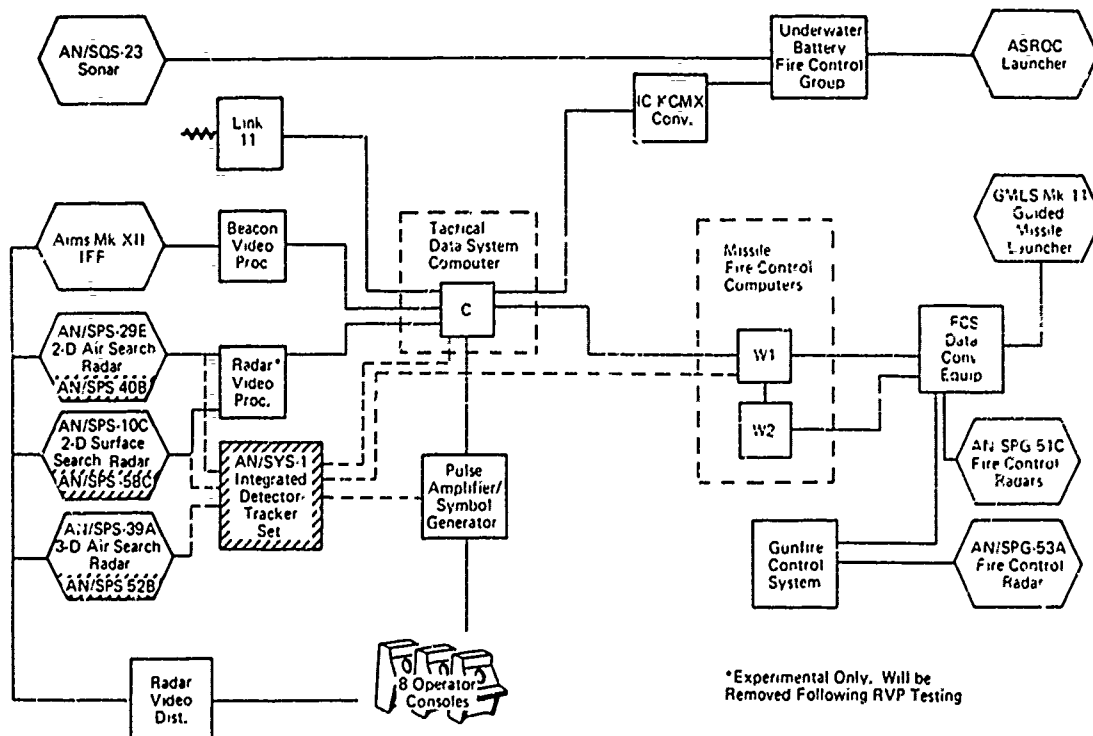 AN/SQS-23
Sonar
Underwater
Battery
Fire Control
Group
ASROC
Launcher
Link
11
Conv.
Aims Mk XII
IFF
Beacon
Video
Proc
Tactical
Data System
Computer
C
Missile
Fire Control
Computers
GMLS Mk 11
Guided
Missile
Launcher
AN/SPS-29E
2-D Air Search
Radar
AN/SPS 40B
Radar*
Video
Proc.
W1
W2
FCS
Data
Conv
Equip
AN/SPS-10C
2-D Surface
Search Radar
AN/SPS-58C
AN/SYS-1
Integrated
Detector-
Tracker
Set
Pulse
Amplifier/
Symbol
Generator
AN SPG 51C
Fire Control
Radars
AN/SPS-39A
3-D Air Search
Radar
AN/SPS 52B
Gunfire
Control
System
AN/SPG-53A
Fire Control
Radar
Radar
Video
Dist.
8 Operator
Consoles
*Experimental Only. Will be
Removed Following RVP Testing